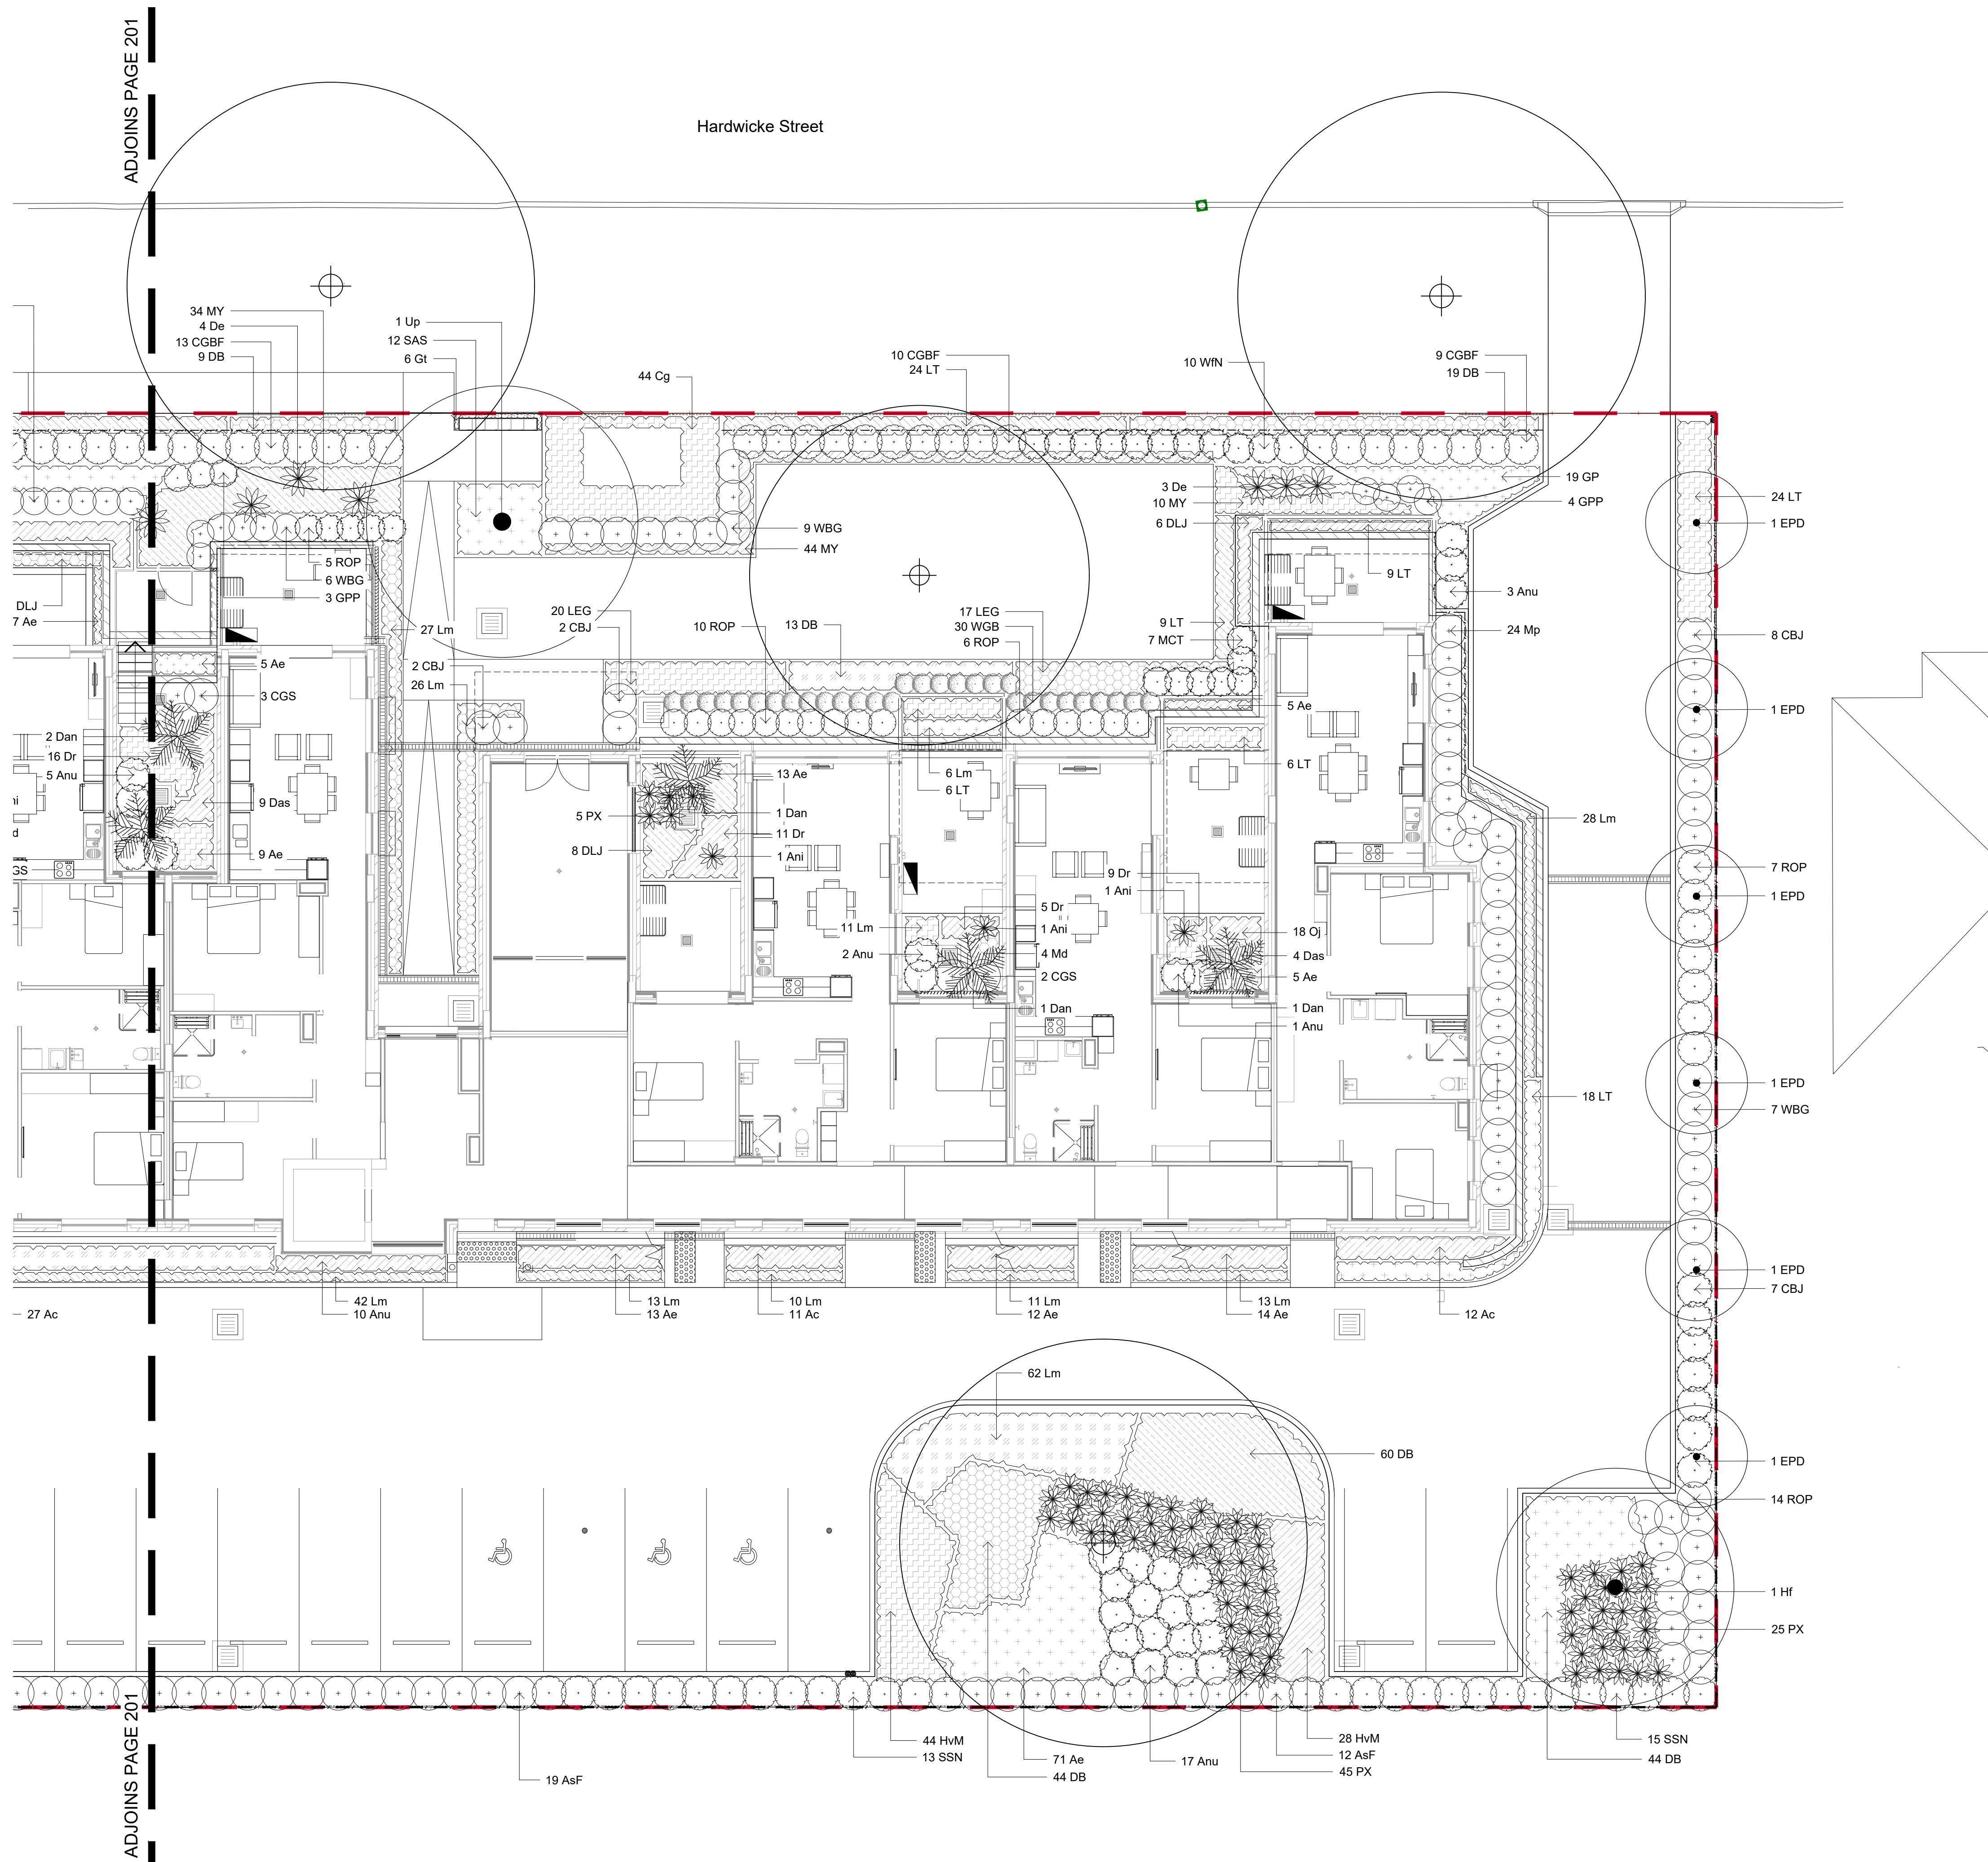 ADJOINS PAGE 201
Hardwicke Street
34 MY
4 De
13 CGBF
9 DB
1 Up
12 SAS
6 Gt
44 Cg
10 CGBF
24 LT
10 WfN
9 CGBF
19 DB
3 De
10 MY
6 DLJ
19 GP
4 GPP
24 LT
1 EPD
9 WBG
44 MY
5 ROP
6 WBG
3 GPP
9 LT
3 Anu
DLJ
7 Ae
27 Lm
20 LEG
2 CBJ
10 ROP
13 DB
17 LEG
30 WGB
6 ROP
9 LT
7 MCT
24 Mp
8 CBJ
5 Ae
3 CGS
2 CBJ
26 Lm
5 Ae
1 EPD
2 Dan
16 Dr
5 Anu
9 Das
9 Ae
GS
13 Ae
5 PX
1 Dan
11 Dr
8 DLJ
1 Ani
6 Lm
6 LT
6 LT
28 Lm
9 Dr
1 Ani
7 ROP
1 EPD
5 Dr
11 Lm
1 Ani
2 Anu
4 Md
2 CGS
1 Dan
18 Oj
4 Das
5 Ae
1 Dan
1 Anu
18 LT
1 EPD
7 WBG
1 EPD
7 CBJ
27 Ac
42 Lm
10 Anu
13 Lm
13 Ae
10 Lm
11 Ac
11 Lm
12 Ae
13 Lm
14 Ae
12 Ac
62 Lm
60 DB
1 EPD
14 ROP
1 Hf
25 PX
44 HvM
13 SSN
71 Ae
44 DB
17 Anu
28 HvM
12 AsF
45 PX
15 SSN
44 DB
19 AsF
ADJOINS PAGE 201